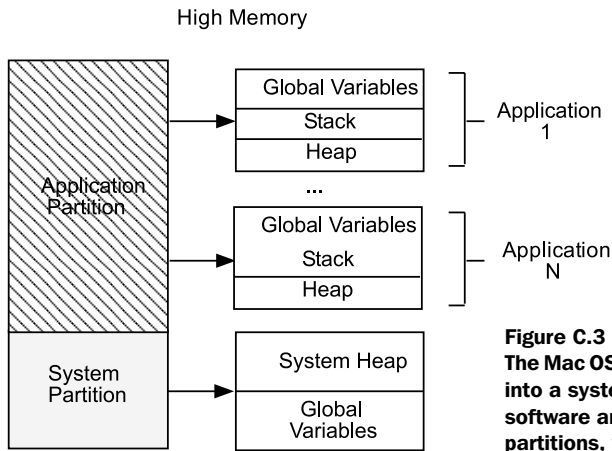 High Memory
Application
Partition
System
Partition
Global Variables
Stack
Heap
Application
1
...
Global Variables
Stack
Heap
Application
N
System Heap
Global
Variables
Figure C.3
The Mac OS
into a syste
software ar
partitions,